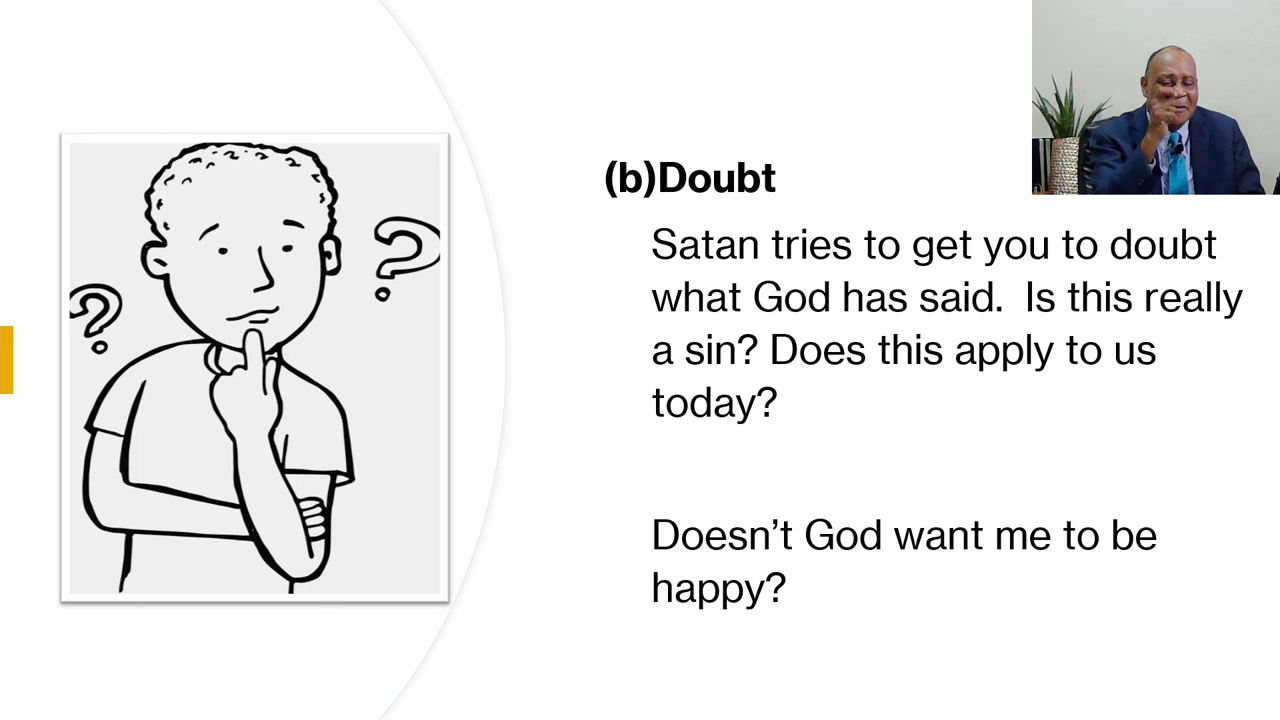 (b)Doubt
Satan tries to get you to doubt
what God has said.  Is this really
a sin? Does this apply to us
today?
Doesn’t God want me to be
happy?